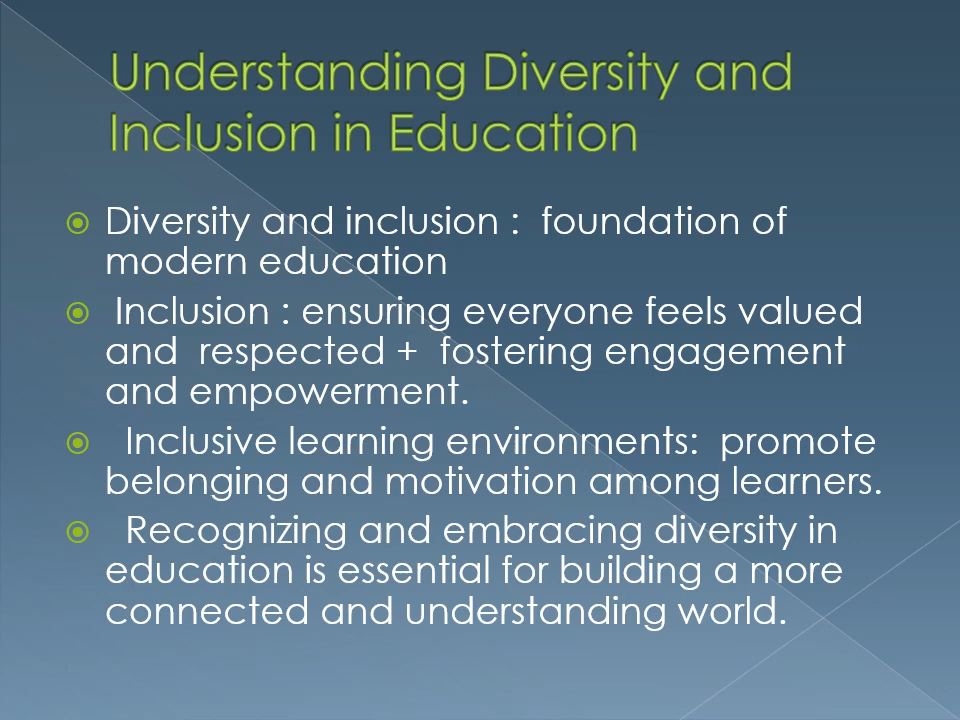 Understanding Diversity and
Inclusion in Education
Diversity and inclusion :  foundation of
modern education
Inclusion : ensuring everyone feels valued
and  respected +  fostering engagement
and empowerment.
Inclusive learning environments:  promote
belonging and motivation among learners.
Recognizing and embracing diversity in
education is essential for building a more
connected and understanding world.